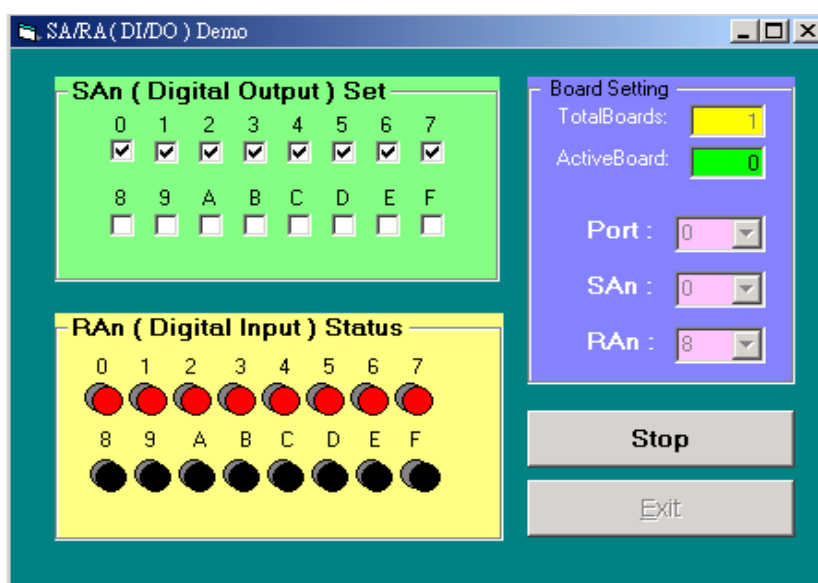 SA/RA( DI/DO ) Demo
SAn ( Digital Output ) Set
0 1 2 3 4 5 6 7
8 9 A B C D E F
RAn ( Digital Input ) Status
0 1 2 3 4 5 6 7
8 9 A B C D E F
Board Setting
TotalBoards: 1
ActiveBoard: 0
Port : 0
SAn : 0
RAn : 8
Stop
Exit